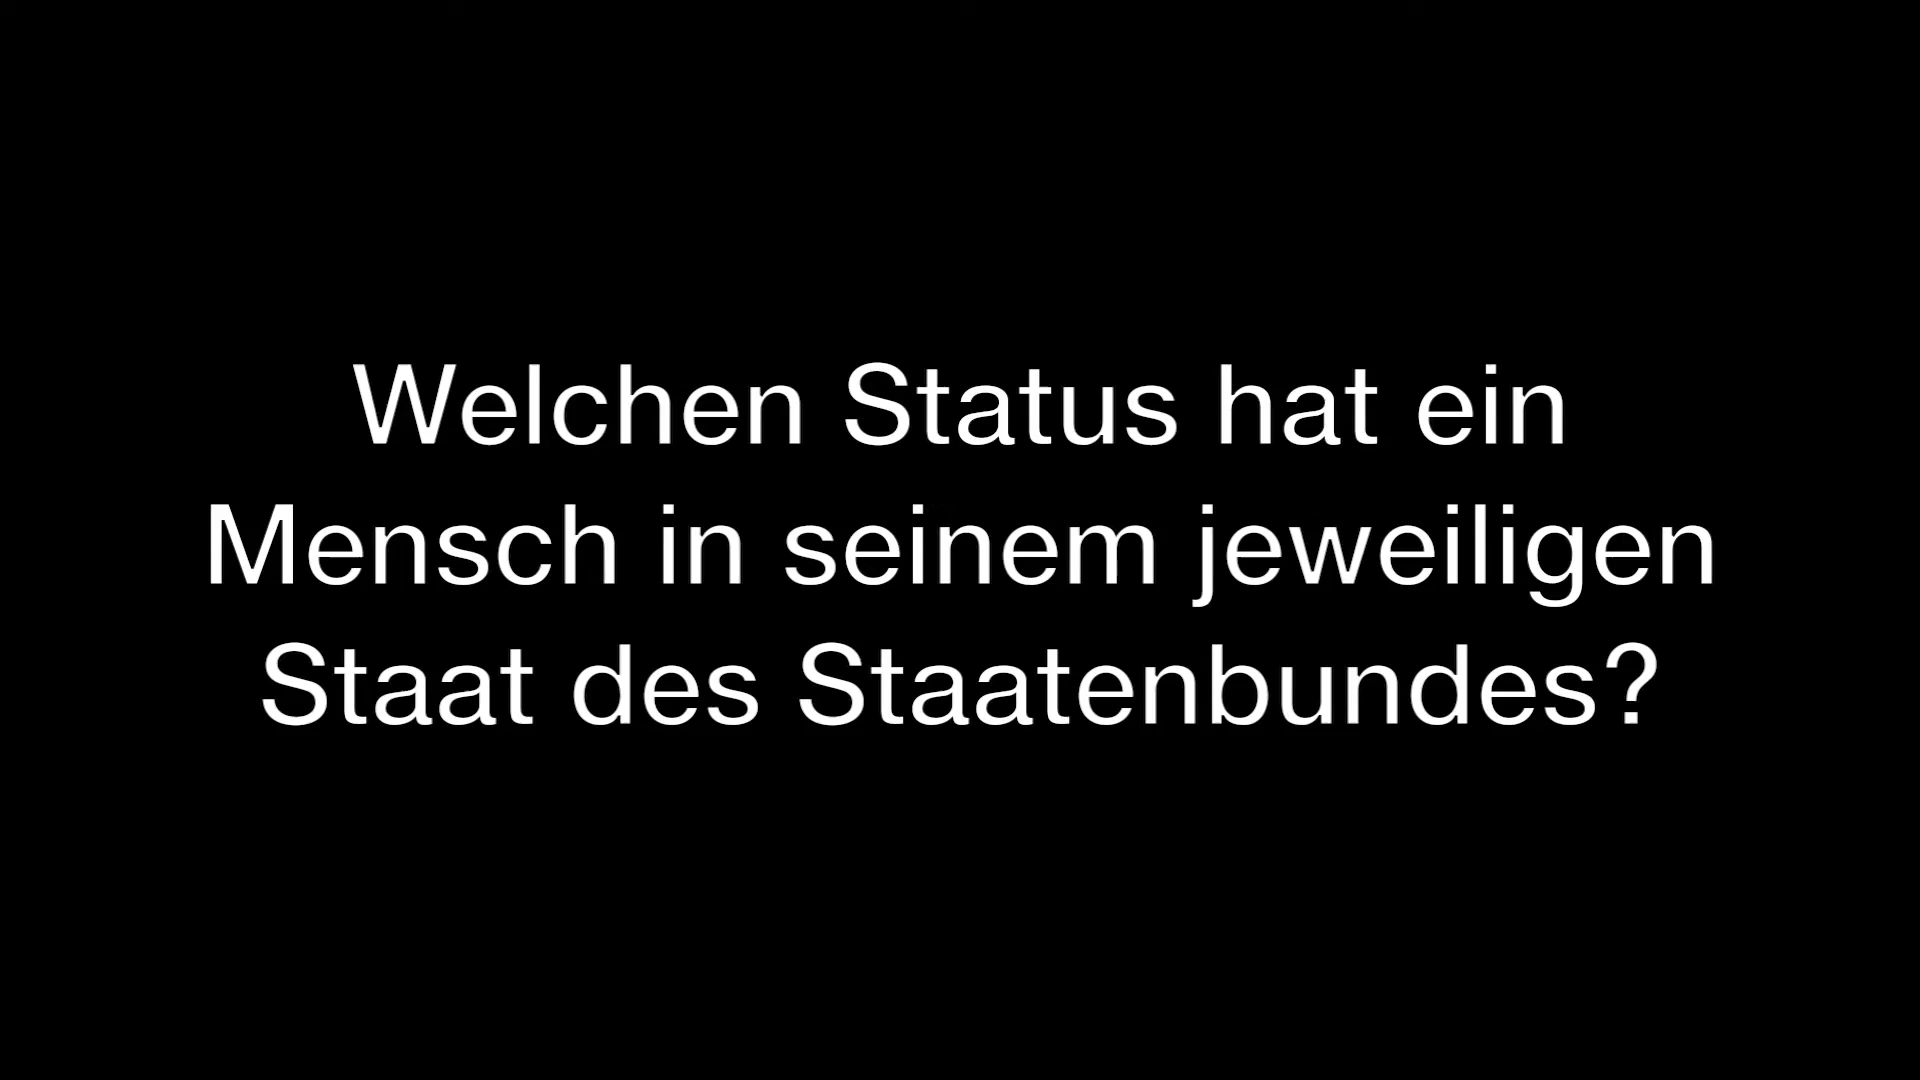 Welchen Status hat ein
Mensch in seinem jeweiligen
Staat des Staatenbundes?